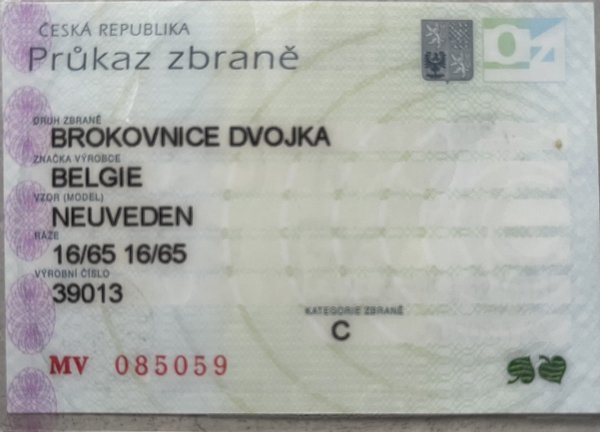 ČESKÁ REPUBLIKA
Průkaz zbraně
DRUH ZBRANĚ
BROKOVNICE DVOJKA
ZNAČKA VÝROBCE
BELGIE
VZOR (MODEL)
NEUVEDEN
RÁŽE
16/65 16/65
VÝROBNÍ ČÍSLO
39013
KATEGORIE ZBRANĚ
C
MV 085059